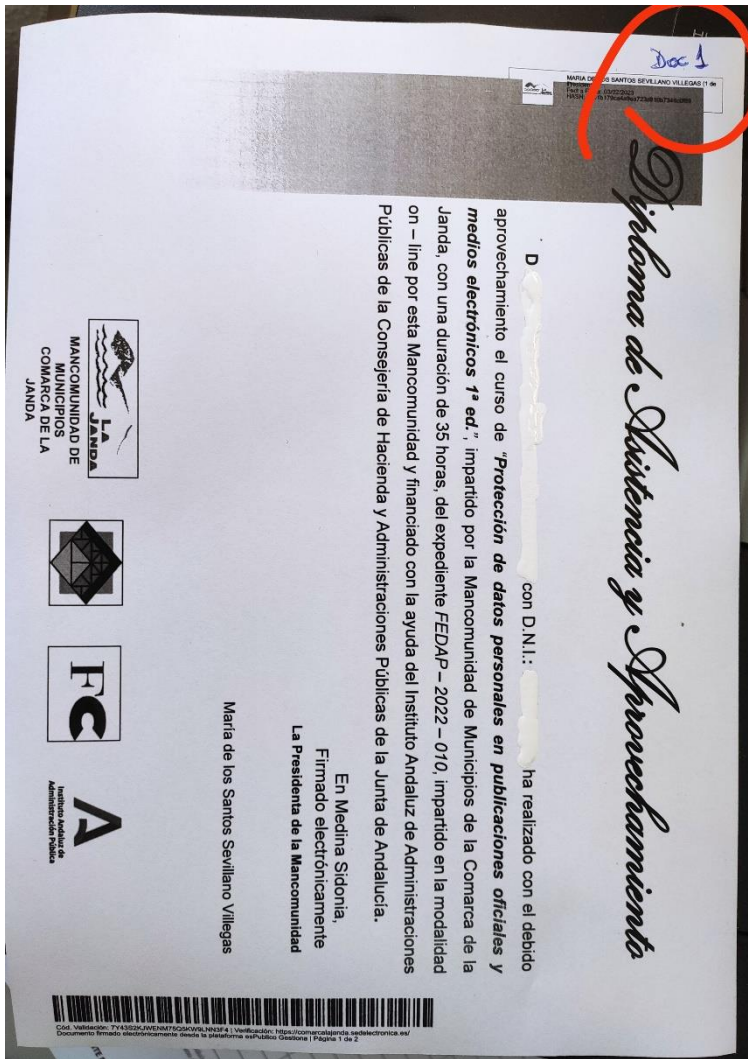 Doc 1
MARIA DE LOS SANTOS SEVILLANO VILLEGAS (1 de
HASH:
Diploma de Asistencia y Aprovechamiento
D
con D.N.I.:
ha realizado con el debido
aprovechamiento el curso de "Protección de datos personales en publicaciones oficiales y
medios electrónicos 1ª ed.", impartido por la Mancomunidad de Municipios de la Comarca de la
Janda, con una duración de 35 horas, del expediente FEDAP – 2022 – 010, impartido en la modalidad
on – line por esta Mancomunidad y financiado con la ayuda del Instituto Andaluz de Administraciones
Públicas de la Consejería de Hacienda y Administraciones Públicas de la Junta de Andalucía.
En Medina Sidonia,
Firmado electrónicamente
La Presidenta de la Mancomunidad
María de los Santos Sevillano Villegas
LA JANDA
MANCOMUNIDAD DE
MUNICIPIOS
COMARCA DE LA
JANDA
FC
Instituto Andaluz de
Administración Pública
Cód. Validación: 7Y43S2KJWENM75Q5KW9LNN3F4 | Verificación: https://comarcalajanda.sedelectronica.es/
Documento firmado electrónicamente desde la plataforma esPublico Gestiona | Página 1 de 2